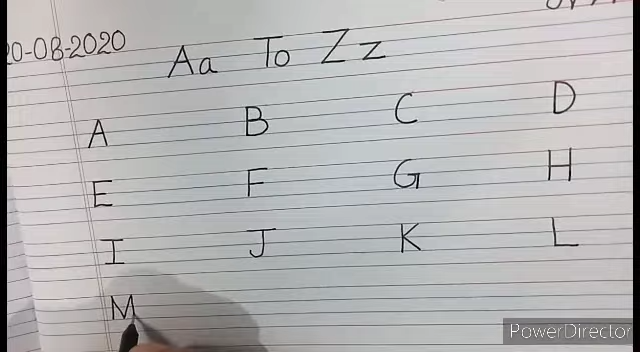 20-08-2020
Aa To Zz
A B C D
E F G H
I J K L
M
PowerDirector